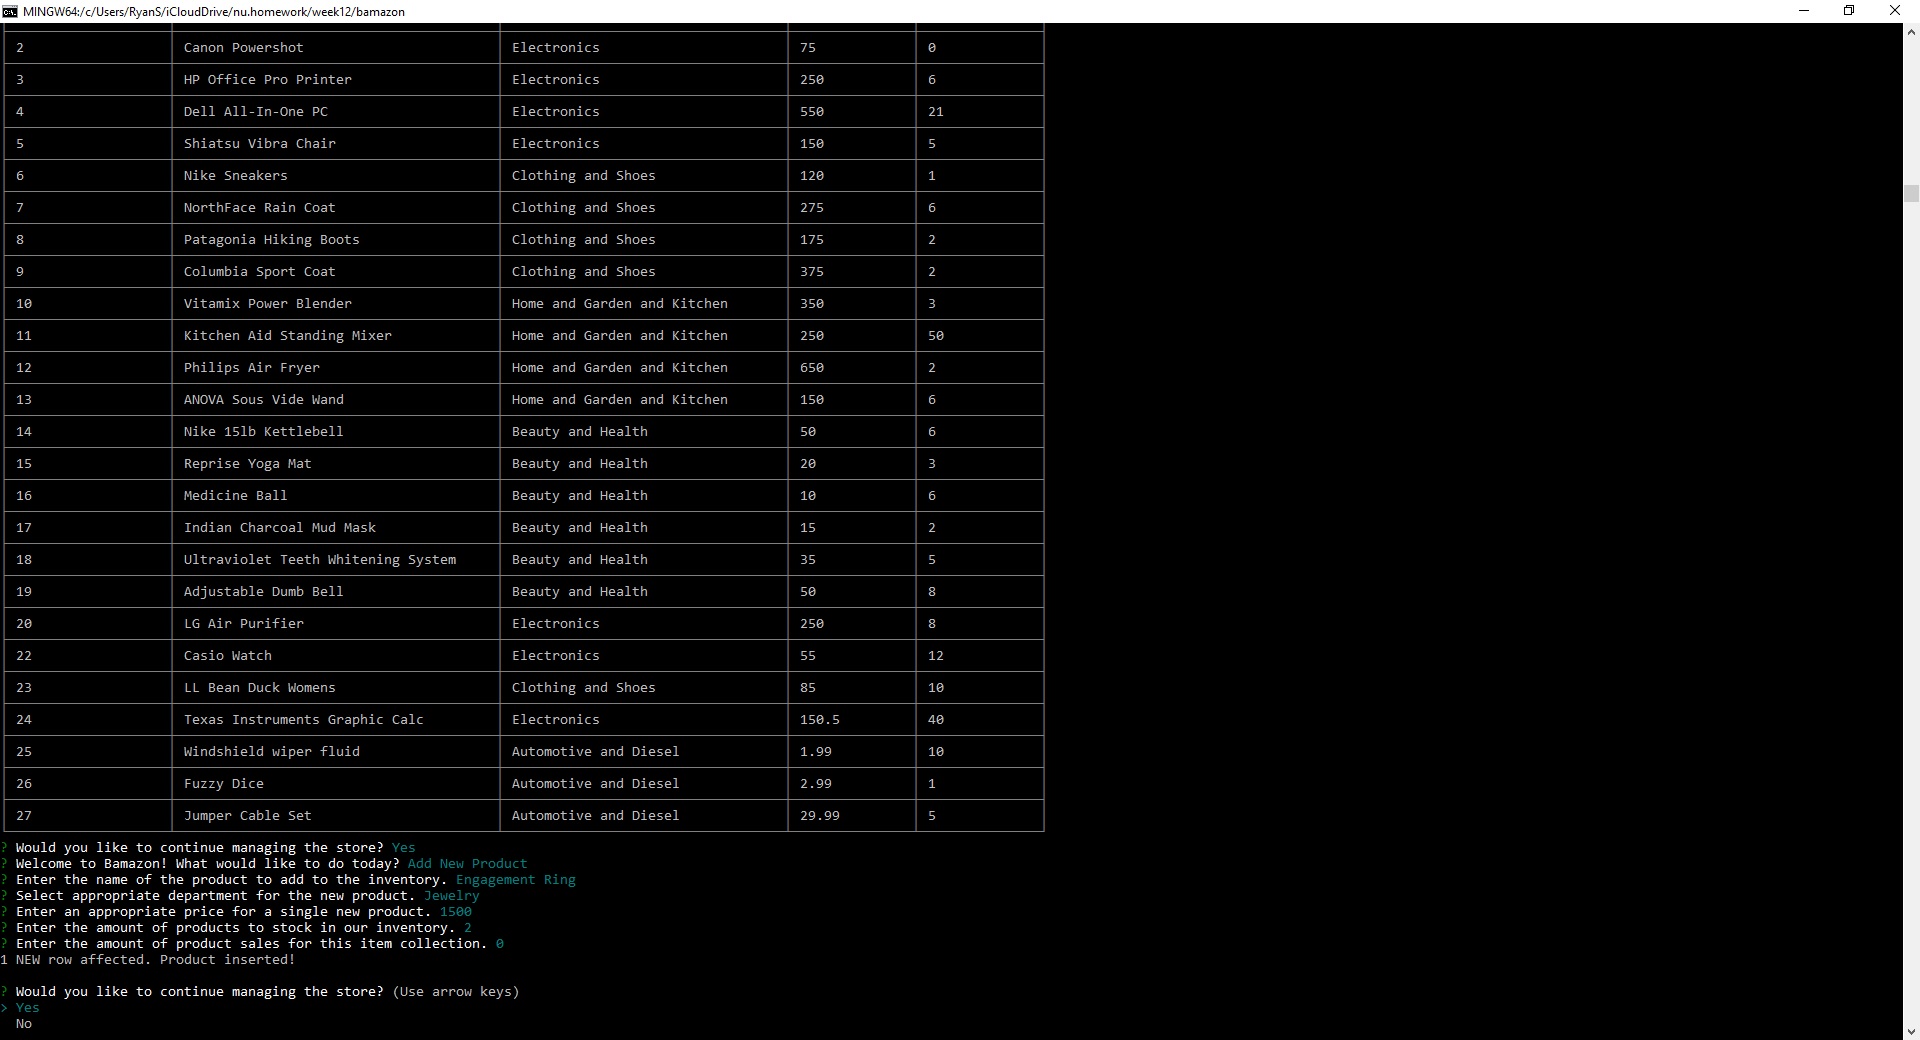 MINGW64:/c/Users/RyanS/iCloudDrive/nu.homework/week12/bamazon
2 Canon Powershot Electronics 75 0
3 HP Office Pro Printer Electronics 250 6
4 Dell All-In-One PC Electronics 550 21
5 Shiatsu Vibra Chair Electronics 150 5
6 Nike Sneakers Clothing and Shoes 120 1
7 NorthFace Rain Coat Clothing and Shoes 275 6
8 Patagonia Hiking Boots Clothing and Shoes 175 2
9 Columbia Sport Coat Clothing and Shoes 375 2
10 Vitamix Power Blender Home and Garden and Kitchen 350 3
11 Kitchen Aid Standing Mixer Home and Garden and Kitchen 250 50
12 Philips Air Fryer Home and Garden and Kitchen 650 2
13 ANOVA Sous Vide Wand Home and Garden and Kitchen 150 6
14 Nike 15lb Kettlebell Beauty and Health 50 6
15 Reprise Yoga Mat Beauty and Health 20 3
16 Medicine Ball Beauty and Health 10 6
17 Indian Charcoal Mud Mask Beauty and Health 15 2
18 Ultraviolet Teeth Whitening System Beauty and Health 35 5
19 Adjustable Dumb Bell Beauty and Health 50 8
20 LG Air Purifier Electronics 250 8
22 Casio Watch Electronics 55 12
23 LL Bean Duck Womens Clothing and Shoes 85 10
24 Texas Instruments Graphic Calc Electronics 150.5 40
25 Windshield wiper fluid Automotive and Diesel 1.99 10
26 Fuzzy Dice Automotive and Diesel 2.99 1
27 Jumper Cable Set Automotive and Diesel 29.99 5
? Would you like to continue managing the store? Yes
? Welcome to Bamazon! What would like to do today? Add New Product
? Enter the name of the product to add to the inventory. Engagement Ring
? Select appropriate department for the new product. Jewelry
? Enter an appropriate price for a single new product. 1500
? Enter the amount of products to stock in our inventory. 2
? Enter the amount of product sales for this item collection. 0
1 NEW row affected. Product inserted!
? Would you like to continue managing the store? (Use arrow keys)
> Yes
No